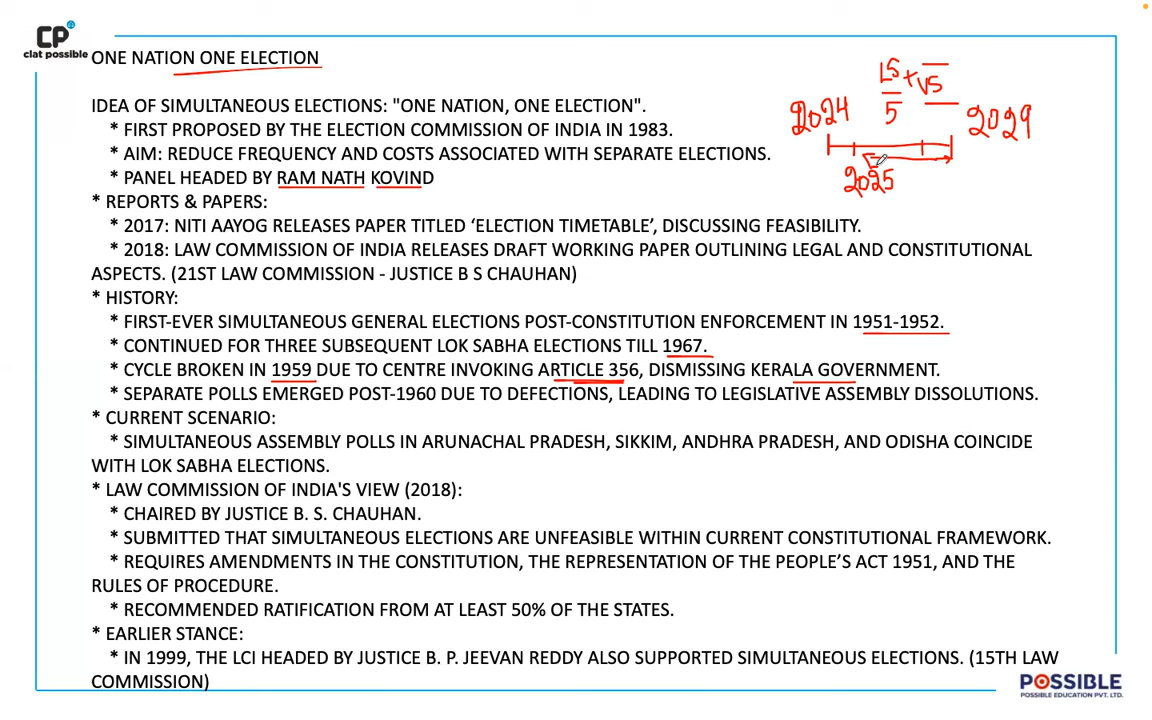 CP
clat possible
ONE NATION ONE ELECTION
LS + VS
5
2024
2029
2025
IDEA OF SIMULTANEOUS ELECTIONS: "ONE NATION, ONE ELECTION".
* FIRST PROPOSED BY THE ELECTION COMMISSION OF INDIA IN 1983.
* AIM: REDUCE FREQUENCY AND COSTS ASSOCIATED WITH SEPARATE ELECTIONS.
* PANEL HEADED BY RAM NATH KOVIND
* REPORTS & PAPERS:
* 2017: NITI AAYOG RELEASES PAPER TITLED ‘ELECTION TIMETABLE’, DISCUSSING FEASIBILITY.
* 2018: LAW COMMISSION OF INDIA RELEASES DRAFT WORKING PAPER OUTLINING LEGAL AND CONSTITUTIONAL
ASPECTS. (21ST LAW COMMISSION - JUSTICE B S CHAUHAN)
* HISTORY:
* FIRST-EVER SIMULTANEOUS GENERAL ELECTIONS POST-CONSTITUTION ENFORCEMENT IN 1951-1952.
* CONTINUED FOR THREE SUBSEQUENT LOK SABHA ELECTIONS TILL 1967.
* CYCLE BROKEN IN 1959 DUE TO CENTRE INVOKING ARTICLE 356, DISMISSING KERALA GOVERNMENT.
* SEPARATE POLLS EMERGED POST-1960 DUE TO DEFECTIONS, LEADING TO LEGISLATIVE ASSEMBLY DISSOLUTIONS.
* CURRENT SCENARIO:
* SIMULTANEOUS ASSEMBLY POLLS IN ARUNACHAL PRADESH, SIKKIM, ANDHRA PRADESH, AND ODISHA COINCIDE
WITH LOK SABHA ELECTIONS.
* LAW COMMISSION OF INDIA'S VIEW (2018):
* CHAIRED BY JUSTICE B. S. CHAUHAN.
* SUBMITTED THAT SIMULTANEOUS ELECTIONS ARE UNFEASIBLE WITHIN CURRENT CONSTITUTIONAL FRAMEWORK.
* REQUIRES AMENDMENTS IN THE CONSTITUTION, THE REPRESENTATION OF THE PEOPLE’S ACT 1951, AND THE
RULES OF PROCEDURE.
* RECOMMENDED RATIFICATION FROM AT LEAST 50% OF THE STATES.
* EARLIER STANCE:
* IN 1999, THE LCI HEADED BY JUSTICE B. P. JEEVAN REDDY ALSO SUPPORTED SIMULTANEOUS ELECTIONS. (15TH LAW
COMMISSION)
POSSIBLE
POSSIBLE EDUCATION PVT. LTD.